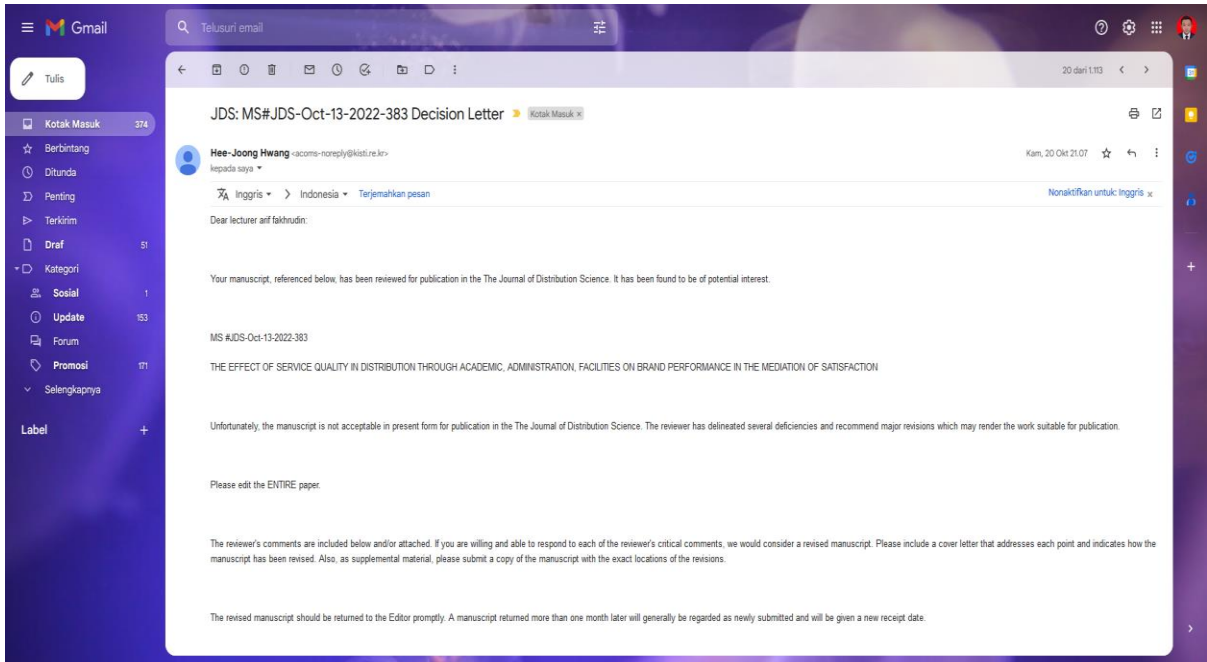 Gmail
Telusuri email
Tulis
20 dari 1.113
Kotak Masuk 374
Berbintang
Ditunda
Penting
Terkirim
Draf 51
Kategori
Sosial 1
Update 153
Forum
Promosi 171
Selengkapnya
Label
JDS: MS#JDS-Oct-13-2022-383 Decision Letter Kotak Masuk ×
Hee-Joong Hwang <acoms-noreply@kisti.re.kr> Kam, 20 Okt 21.07
kepada saya
Inggris > Indonesia Terjemahkan pesan Nonaktifkan untuk: Inggris x
Dear lecturer arif fakhrudin:
Your manuscript, referenced below, has been reviewed for publication in the The Journal of Distribution Science. It has been found to be of potential interest.
MS #JDS-Oct-13-2022-383
THE EFFECT OF SERVICE QUALITY IN DISTRIBUTION THROUGH ACADEMIC, ADMINISTRATION, FACILITIES ON BRAND PERFORMANCE IN THE MEDIATION OF SATISFACTION
Unfortunately, the manuscript is not acceptable in present form for publication in the The Journal of Distribution Science. The reviewer has delineated several deficiencies and recommend major revisions which may render the work suitable for publication.
Please edit the ENTIRE paper.
The reviewer's comments are included below and/or attached. If you are willing and able to respond to each of the reviewer's critical comments, we would consider a revised manuscript. Please include a cover letter that addresses each point and indicates how the
manuscript has been revised. Also, as supplemental material, please submit a copy of the manuscript with the exact locations of the revisions.
The revised manuscript should be returned to the Editor promptly. A manuscript returned more than one month later will generally be regarded as newly submitted and will be given a new receipt date.